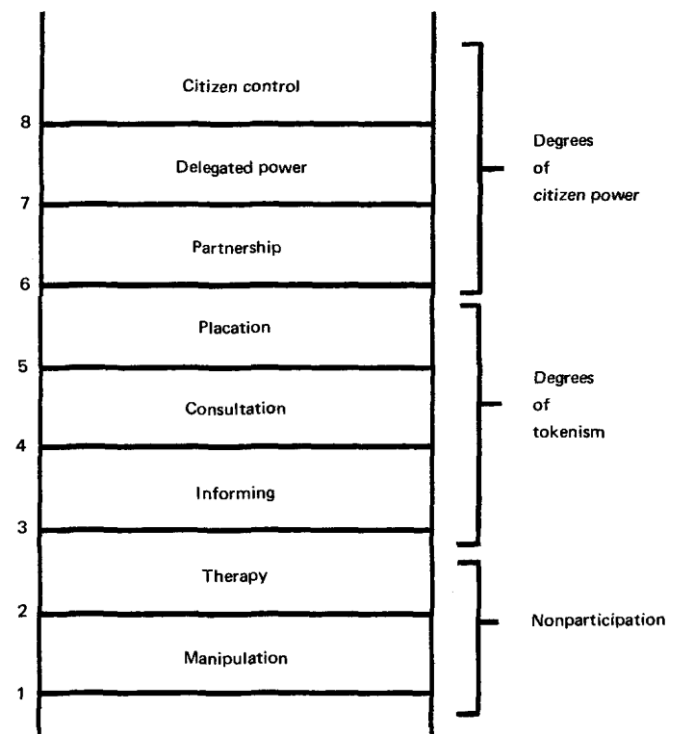 Citizen control
8
Delegated power
7
Partnership
6
Placation
5
Consultation
4
Informing
3
Therapy
2
Manipulation
1
Degrees
of
citizen power
Degrees
of
tokenism
Nonparticipation